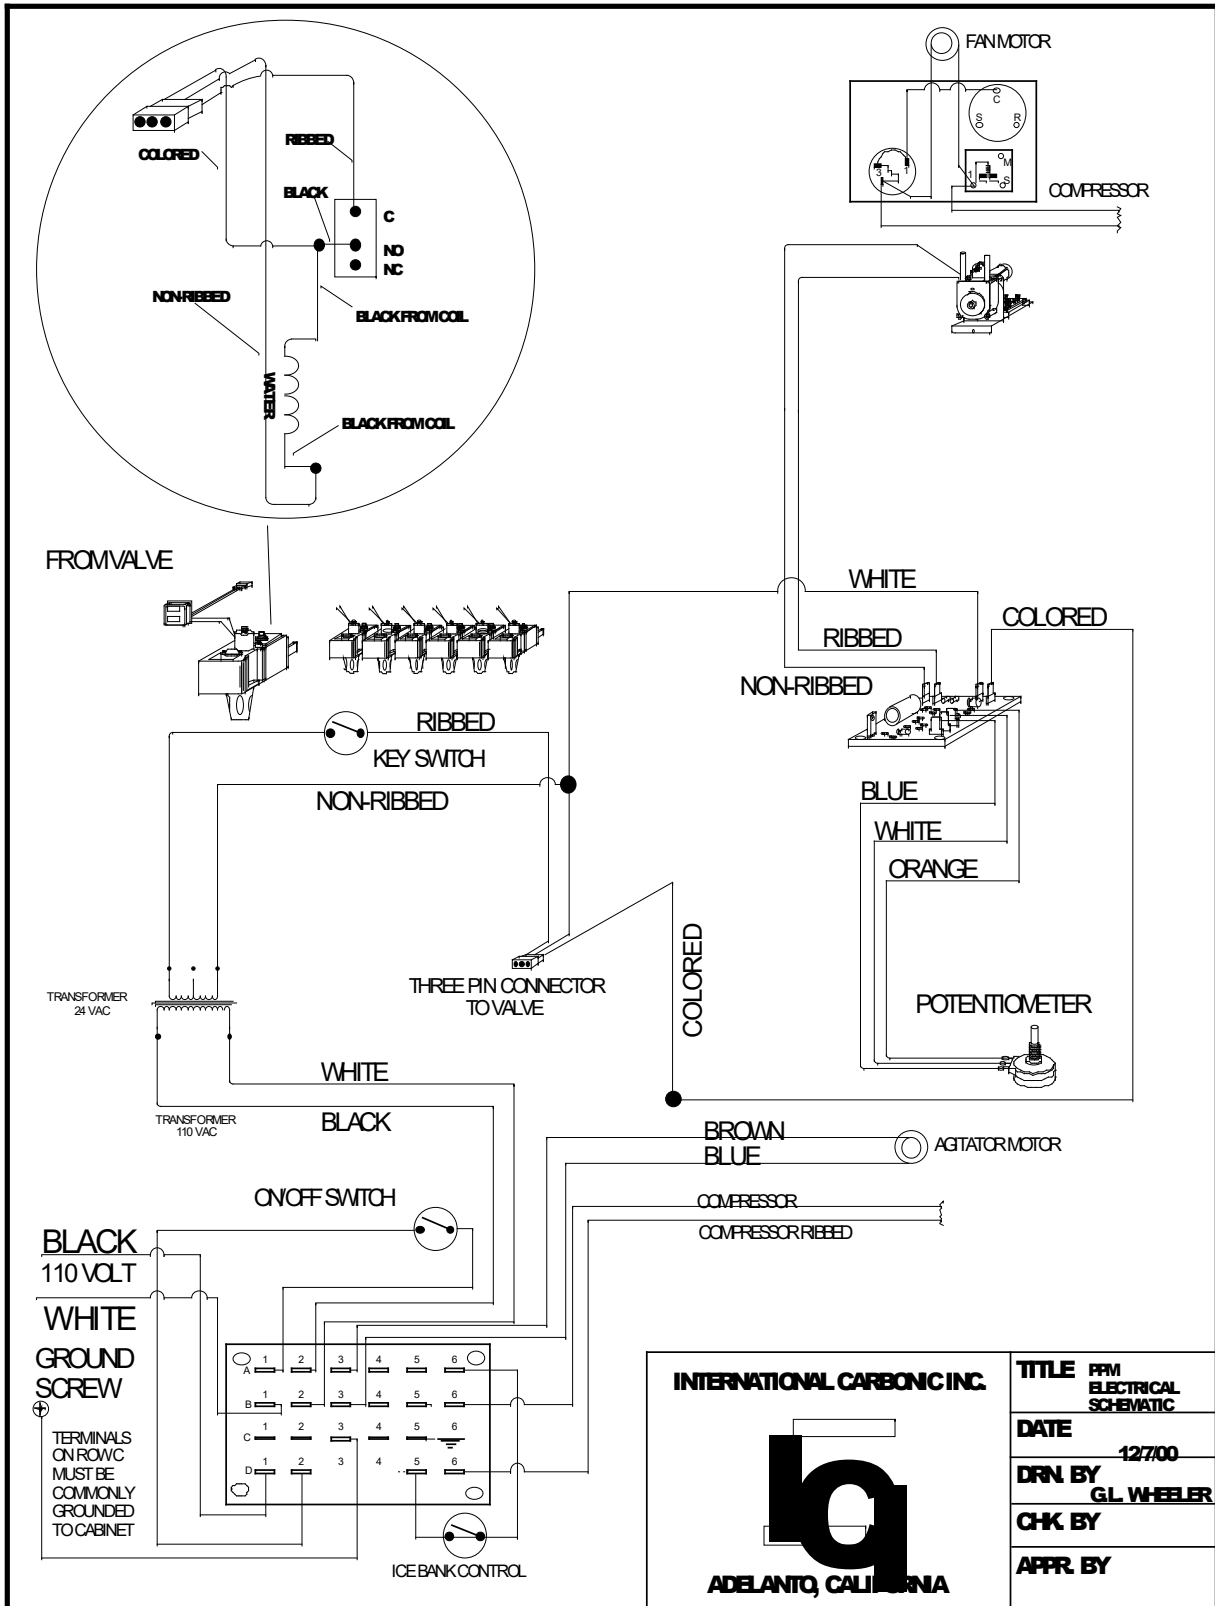 FAN MOTOR
C
S
R
3
1
1
M
S
COMPRESSOR
COLORED
RIBBED
BLACK
C
NO
NC
NON-RIBBED
BLACK FROM COIL
WATER
BLACK FROM COIL
FROM VALVE
WHITE
COLORED
RIBBED
NON-RIBBED
RIBBED
KEY SWITCH
NON-RIBBED
BLUE
WHITE
ORANGE
THREE PIN CONNECTOR
TO VALVE
COLORED
POTENTIOMETER
TRANSFORMER
24 VAC
WHITE
TRANSFORMER
110 VAC
BLACK
BROWN
BLUE
AGITATOR MOTOR
ON/OFF SWITCH
COMPRESSOR
COMPRESSOR RIBBED
BLACK
110 VOLT
WHITE
GROUND
SCREW
TERMINALS
ON ROW C
MUST BE
COMMONLY
GROUNDED
TO CABINET
1 2 3 4 5 6
A
1 2 3 4 5 6
B
1 2 3 4 5 6
C
1 2 3 4 5 6
D
ICE BANK CONTROL
INTERNATIONAL CARBONIC INC.
ADELANTO, CALIFORNIA
TITLE PPM
ELECTRICAL
SCHEMATIC
DATE
12/7/00
DRN. BY
G.L. WHEELER
CHK. BY
APPR. BY